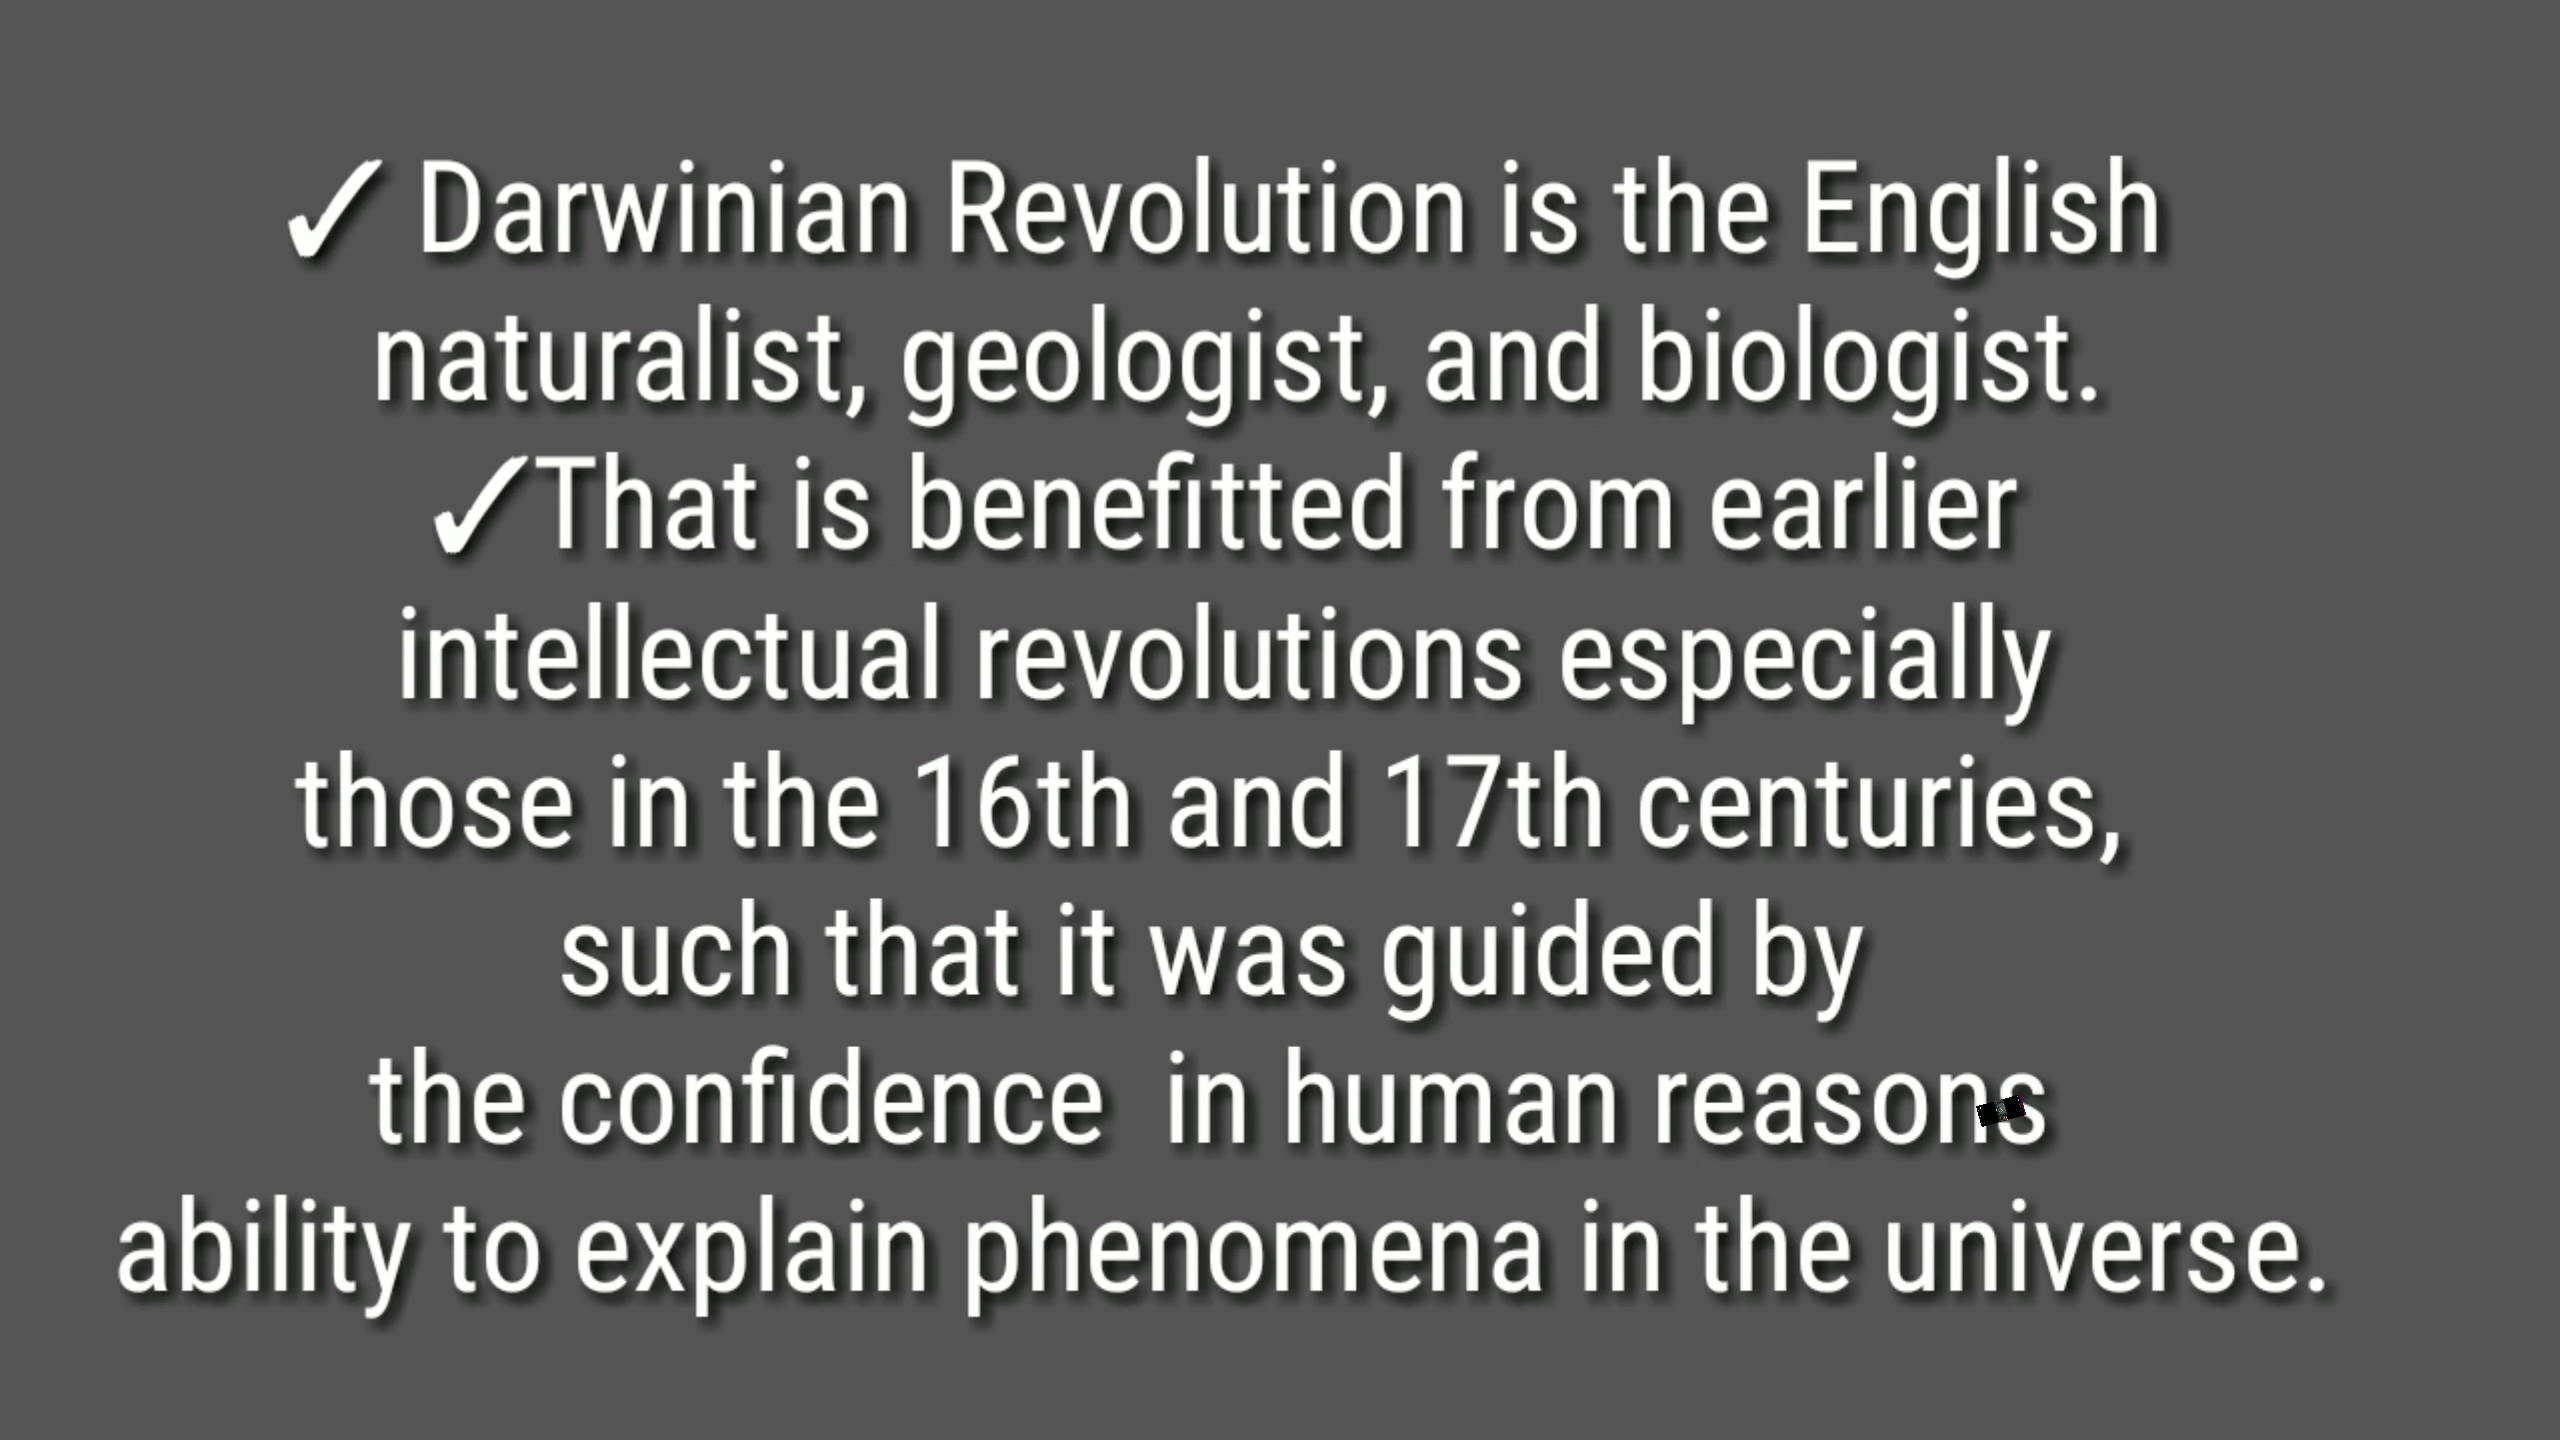 ✓ Darwinian Revolution is the English
naturalist, geologist, and biologist.
✓That is benefitted from earlier
intellectual revolutions especially
those in the 16th and 17th centuries,
such that it was guided by
the confidence  in human reasons
ability to explain phenomena in the universe.